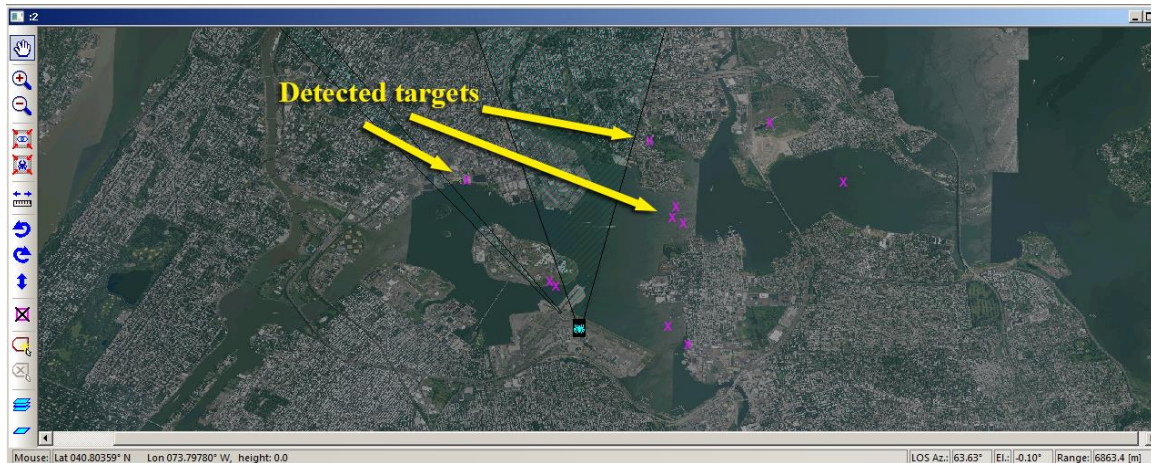 :2
Detected targets
X
X
X
X
X
X
X
X
X
X
X
Mouse: Lat 040.80359° N Lon 073.79780° W, height: 0.0 LOS Az.: 63.63° El.: -0.10° Range: 6863.4 [m]